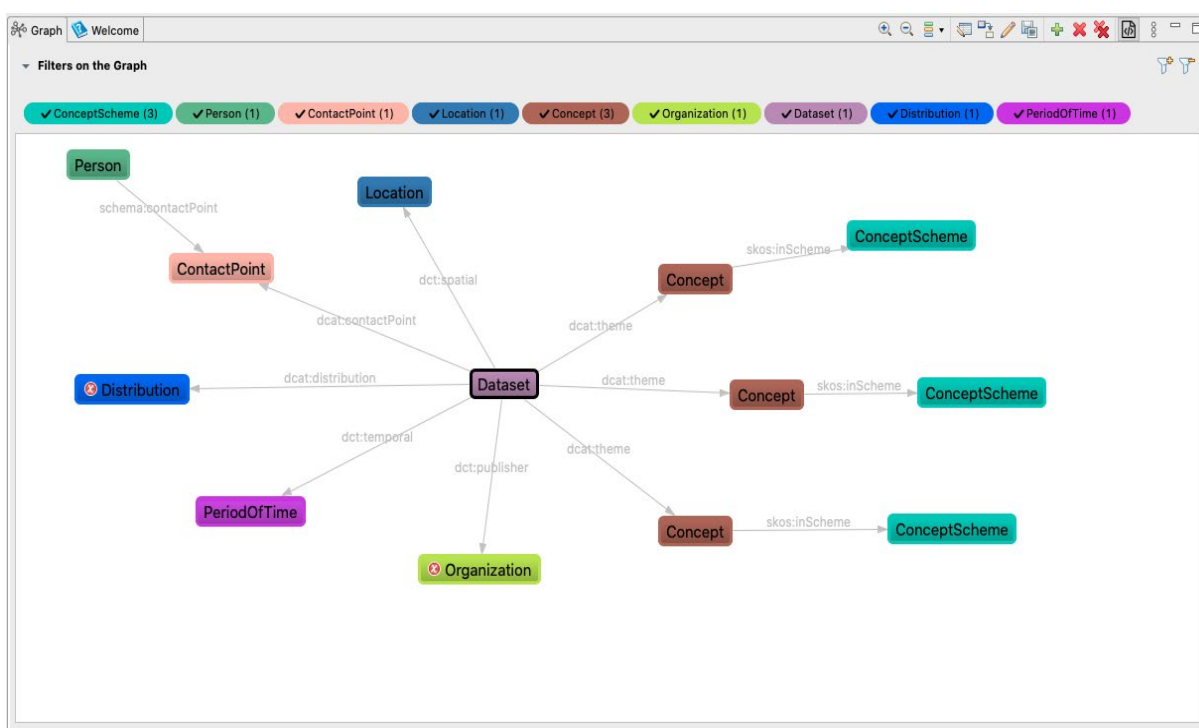 Graph Welcome
Filters on the Graph
ConceptScheme (3) Person (1) ContactPoint (1) Location (1) Concept (3) Organization (1) Dataset (1) Distribution (1) PeriodOfTime (1)
Person
Location
schema:contactPoint
ConceptScheme
skos:inScheme
ContactPoint
Concept
dct:spatial
dcat:contactPoint
dcat:theme
dcat:distribution
Dataset
dcat:theme
skos:inScheme
Distribution
Concept
ConceptScheme
dct:temporal
dcat:theme
dct:publisher
PeriodOfTime
skos:inScheme
Concept
ConceptScheme
Organization